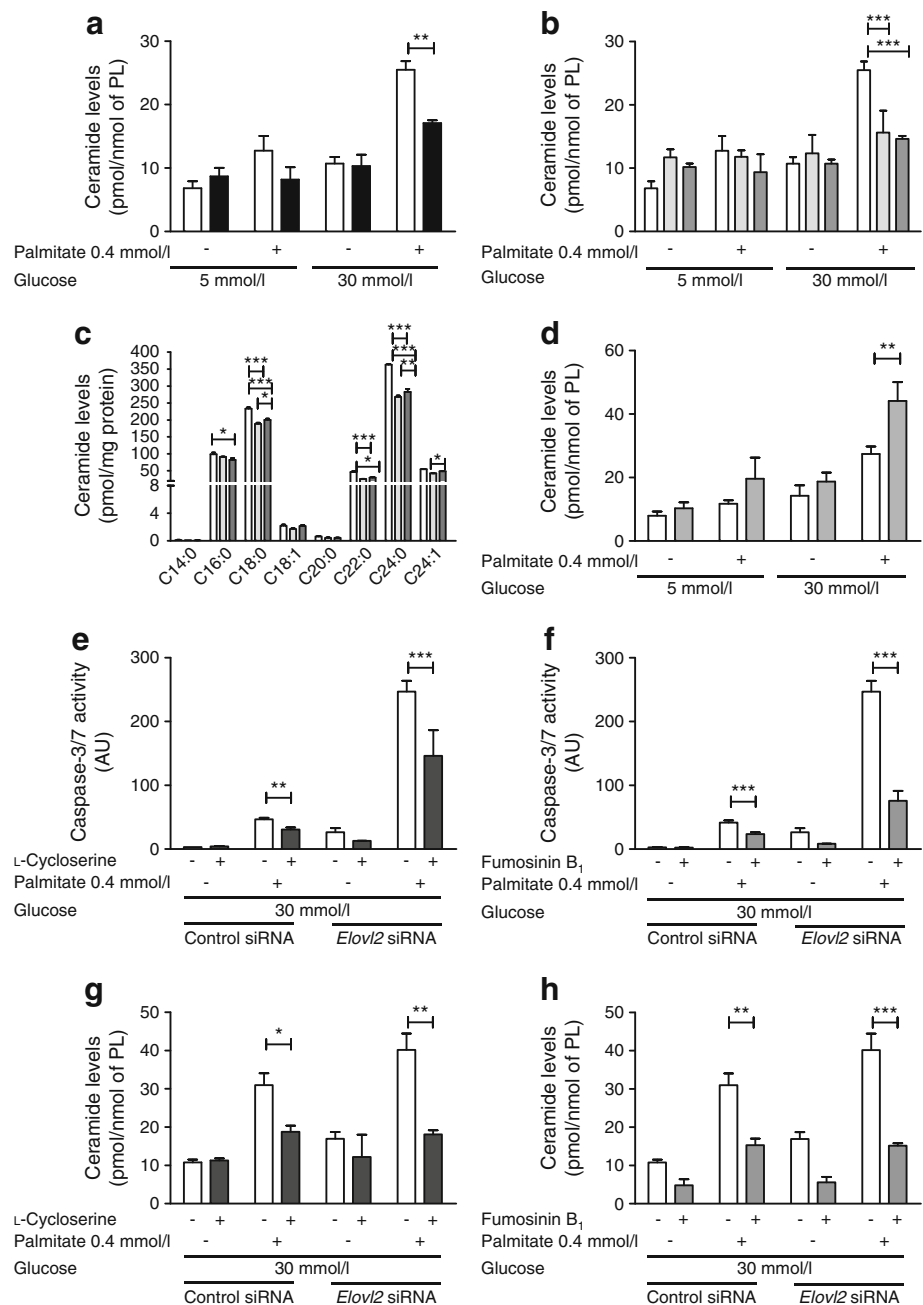 a
Ceramide levels
(pmol/nmol of PL)
30
20
10
0
**
Palmitate 0.4 mmol/l
- + - +
Glucose
5 mmol/l 30 mmol/l
b
Ceramide levels
(pmol/nmol of PL)
30
20
10
0
***
***
Palmitate 0.4 mmol/l
- + - +
Glucose
5 mmol/l 30 mmol/l
c
Ceramide levels
(pmol/mg protein)
400
350
300
250
200
150
100
50
8
4
0
*
***
***
*
***
*
***
***
**
*
C14:0 C16:0 C18:0 C18:1 C20:0 C22:0 C24:0 C24:1
d
Ceramide levels
(pmol/nmol of PL)
60
40
20
0
**
Palmitate 0.4 mmol/l
- + - +
Glucose
5 mmol/l 30 mmol/l
e
Caspase-3/7 activity
(AU)
300
200
100
0
** ***
L-Cycloserine - + - + - + - +
Palmitate 0.4 mmol/l - + - +
Glucose 30 mmol/l
Control siRNA Elovl2 siRNA
f
Caspase-3/7 activity
(AU)
300
200
100
0
*** ***
Fumosinin B1 - + - + - + - +
Palmitate 0.4 mmol/l - + - +
Glucose 30 mmol/l
Control siRNA Elovl2 siRNA
g
Ceramide levels
(pmol/nmol of PL)
50
40
30
20
10
0
* **
L-Cycloserine - + - + - + - +
Palmitate 0.4 mmol/l - + - +
Glucose 30 mmol/l
Control siRNA Elovl2 siRNA
h
Ceramide levels
(pmol/nmol of PL)
50
40
30
20
10
0
** ***
Fumosinin B1 - + - + - + - +
Palmitate 0.4 mmol/l - + - +
Glucose 30 mmol/l
Control siRNA Elovl2 siRNA